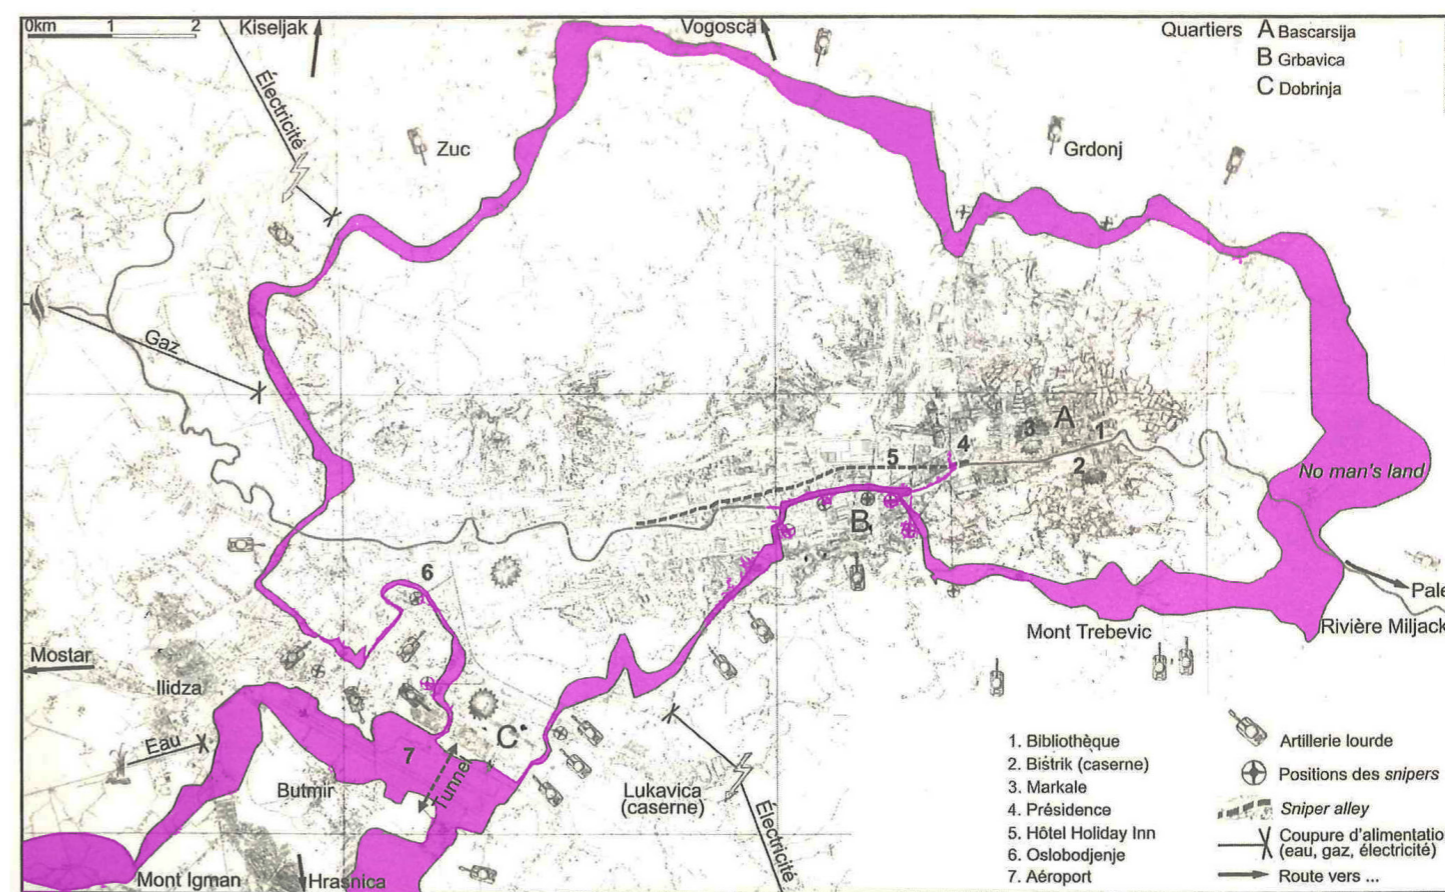 0km 1 2
Kiseljak
Vogoscä
Quartiers A Bascarsija
B Grbavica
C Dobrinja
Électricité
Zuc
Grdonj
Gaz
A
1
3
4
5
2
No man's land
B
6
Pale
Mont Trebevic
Rivière Miljack
Mostar
Ilidza
C
Eau
7
Tunnel
Butmir
Lukavica
(caserne)
Électricité
Mont Igman
Hrasnica
1. Bibliothèque
2. Bistrik (caserne)
3. Markale
4. Présidence
5. Hôtel Holiday Inn
6. Oslobodjenje
7. Aéroport
Artillerie lourde
Positions des snipers
Sniper alley
Coupure d'alimentatio
(eau, gaz, électricité)
Route vers ...